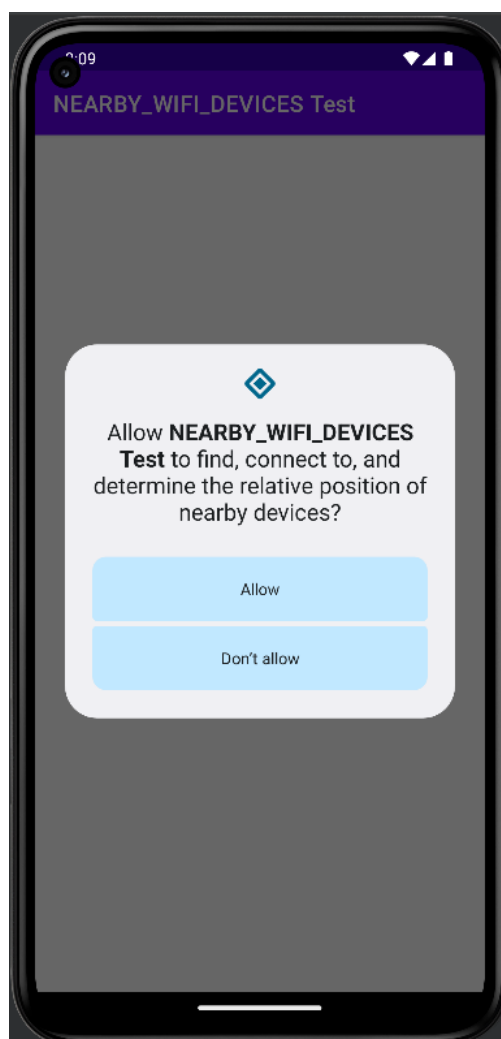 :09
NEARBY_WIFI_DEVICES Test
Allow NEARBY_WIFI_DEVICES
Test to find, connect to, and
determine the relative position of
nearby devices?
Allow
Don't allow